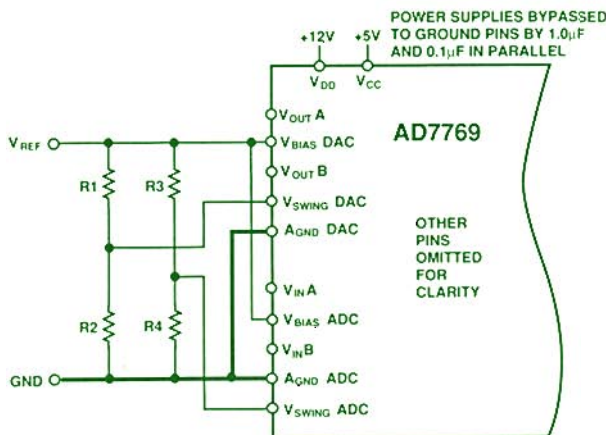 POWER SUPPLIES BYPASSED
TO GROUND PINS BY 1.0µF
AND 0.1µF IN PARALLEL
+12V
+5V
VDD
VCC
AD7769
VOUT A
VREF
VBIAS DAC
VOUT B
R1
R3
VSWING DAC
AGND DAC
OTHER
PINS
OMITTED
FOR
CLARITY
VIN A
R2
R4
VBIAS ADC
VIN B
GND
AGND ADC
VSWING ADC